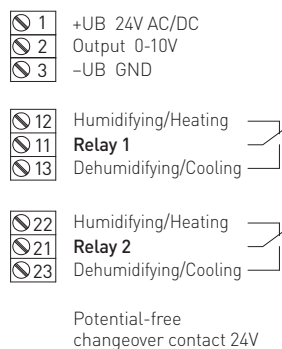 1 +UB 24V AC/DC
2 Output 0-10V
3 –UB GND
12 Humidifying/Heating
11 Relay 1
13 Dehumidifying/Cooling
22 Humidifying/Heating
21 Relay 2
23 Dehumidifying/Cooling
Potential-free
changeover contact 24V